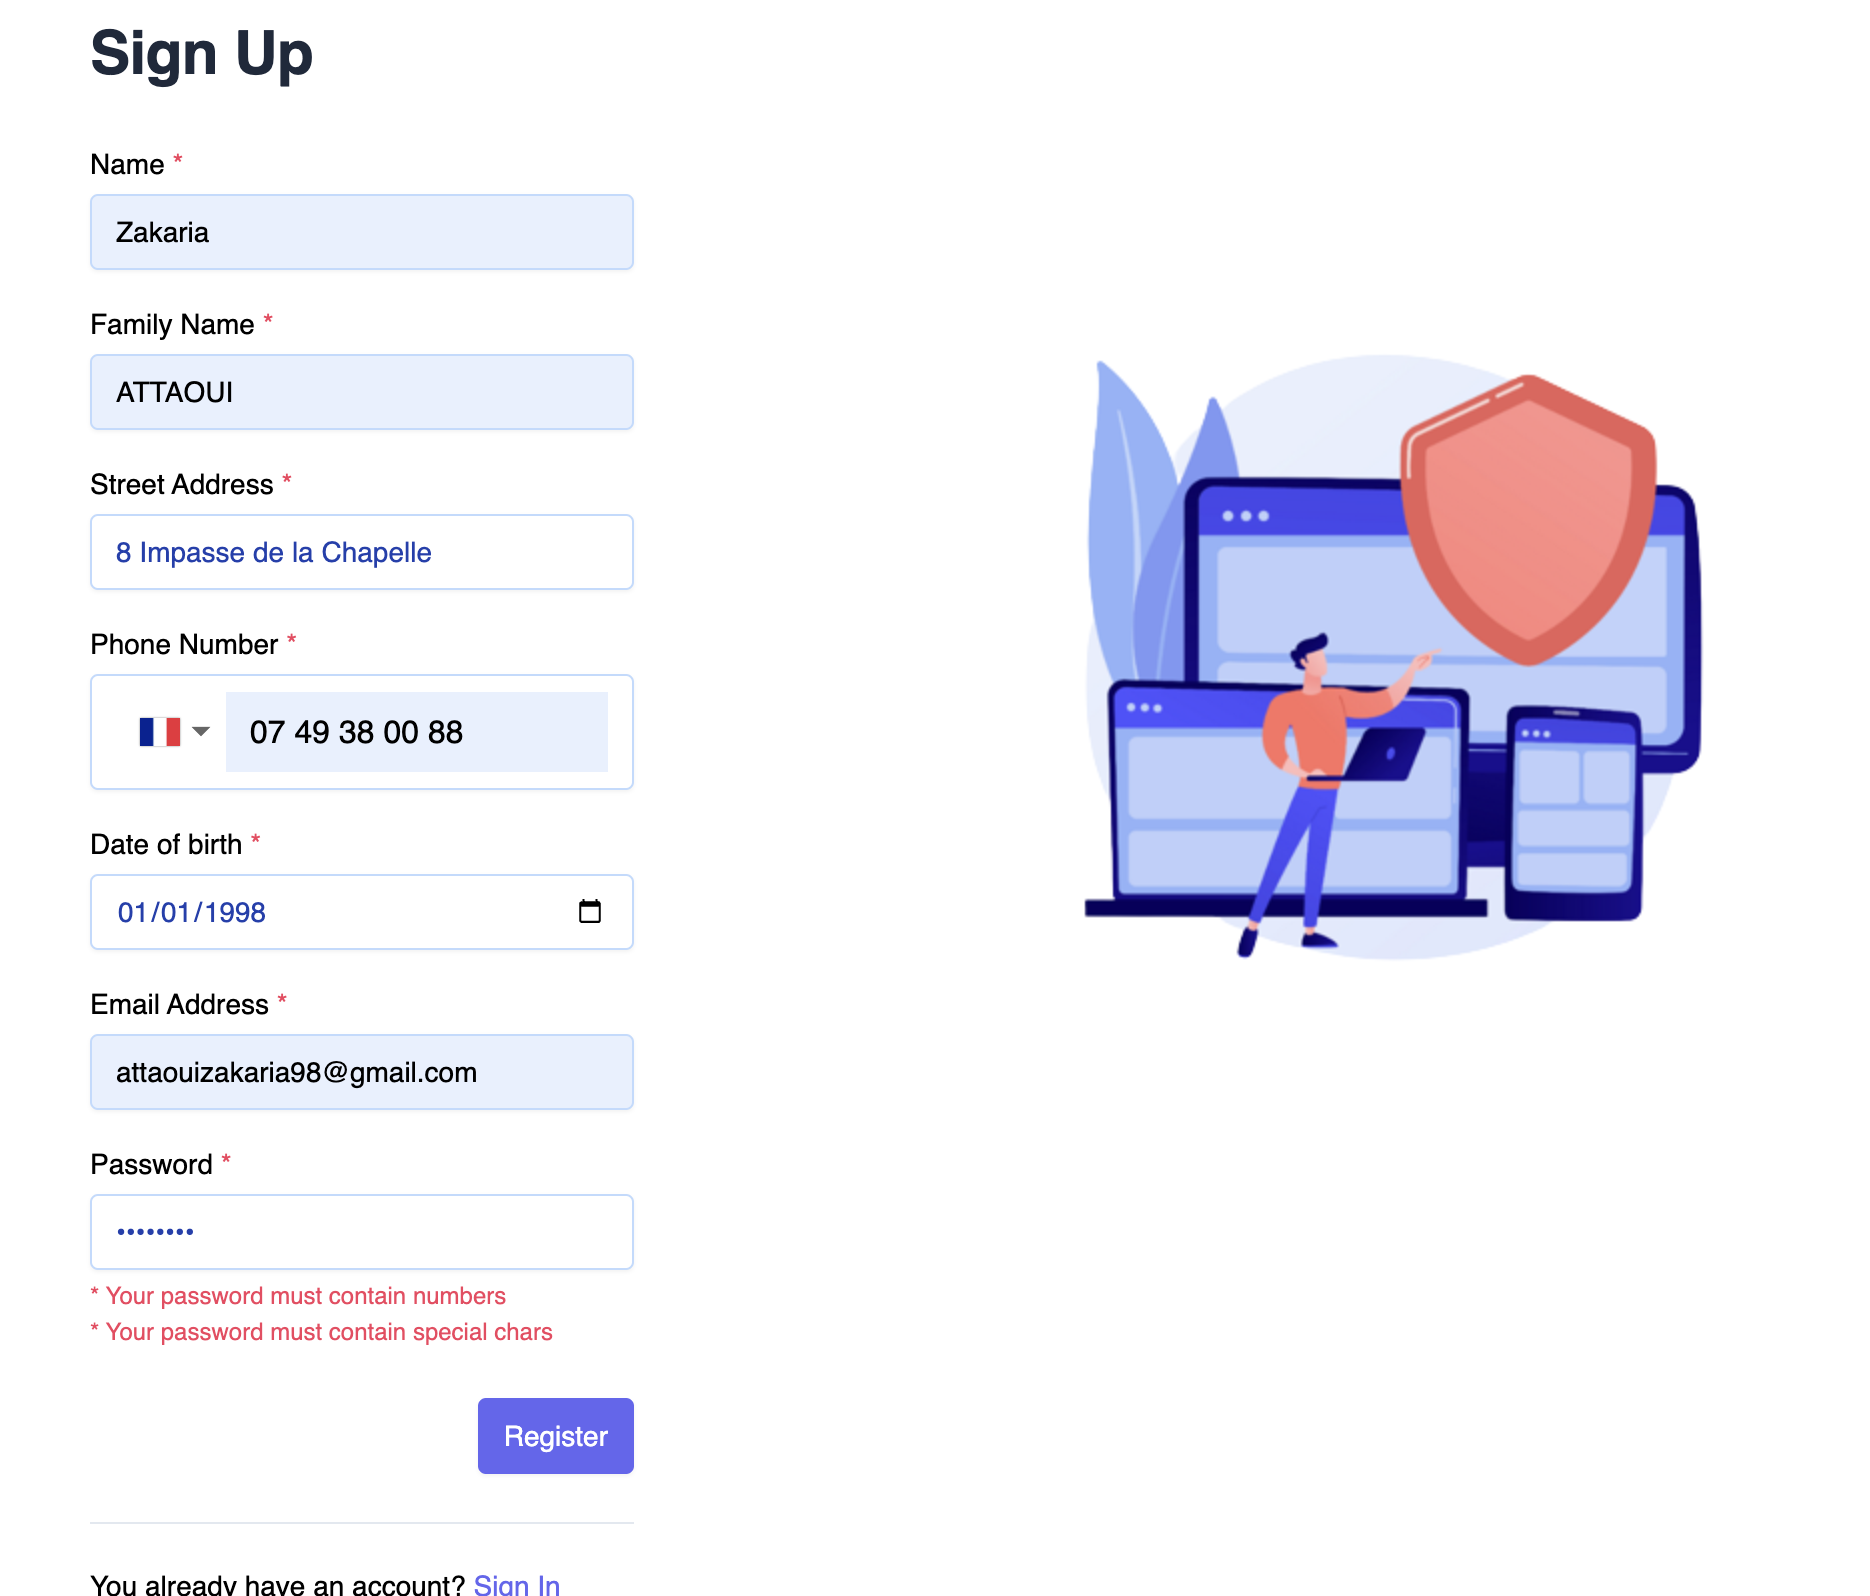 Sign Up
Name *
Zakaria
Family Name *
ATTAOUI
Street Address *
8 Impasse de la Chapelle
Phone Number *
07 49 38 00 88
Date of birth *
01/01/1998
Email Address *
attaouizakaria98@gmail.com
Password *
••••••••
* Your password must contain numbers
* Your password must contain special chars
Register
You already have an account? Sign In